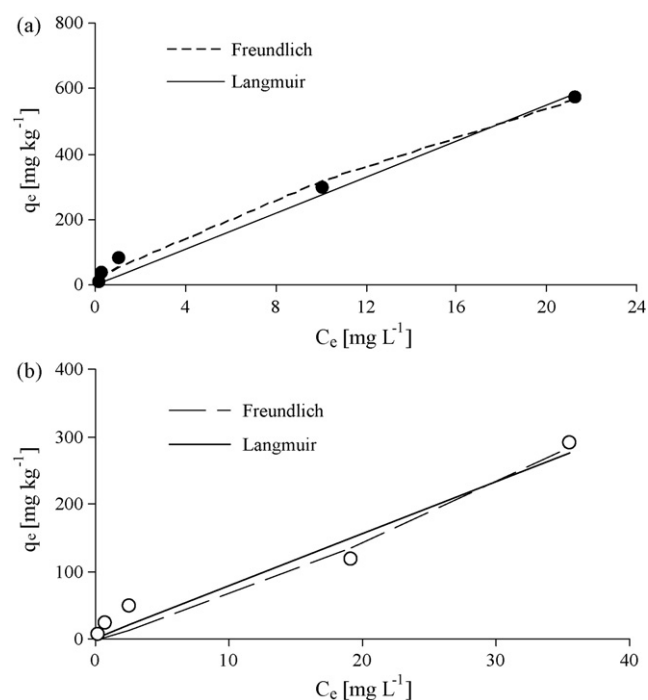 (a)
800
600
400
200
0
qe [mg kg-1]
Freundlich
Langmuir
0 4 8 12 16 20 24
Ce [mg L-1]
(b)
400
300
200
100
0
qe [mg kg-1]
Freundlich
Langmuir
0 10 20 30 40
Ce [mg L-1]